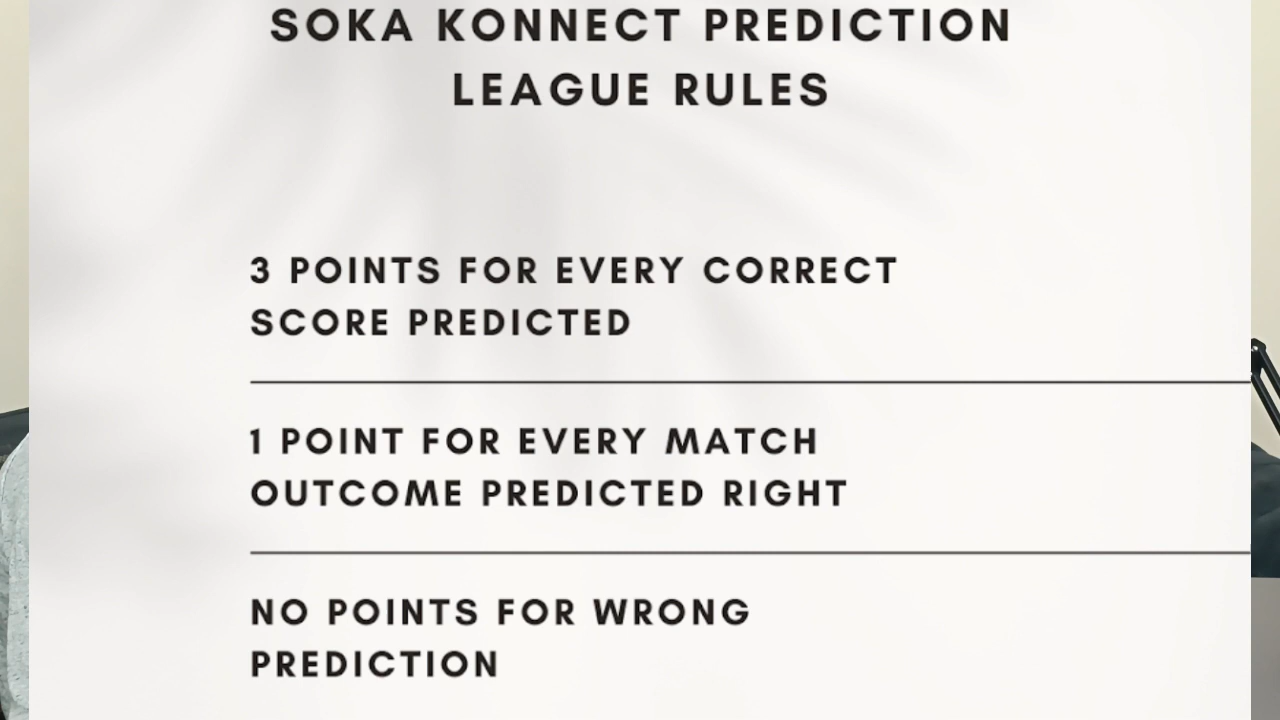 SOKA KONNECT PREDICTION
LEAGUE RULES
3 POINTS FOR EVERY CORRECT
SCORE PREDICTED
1 POINT FOR EVERY MATCH
OUTCOME PREDICTED RIGHT
NO POINTS FOR WRONG
PREDICTION